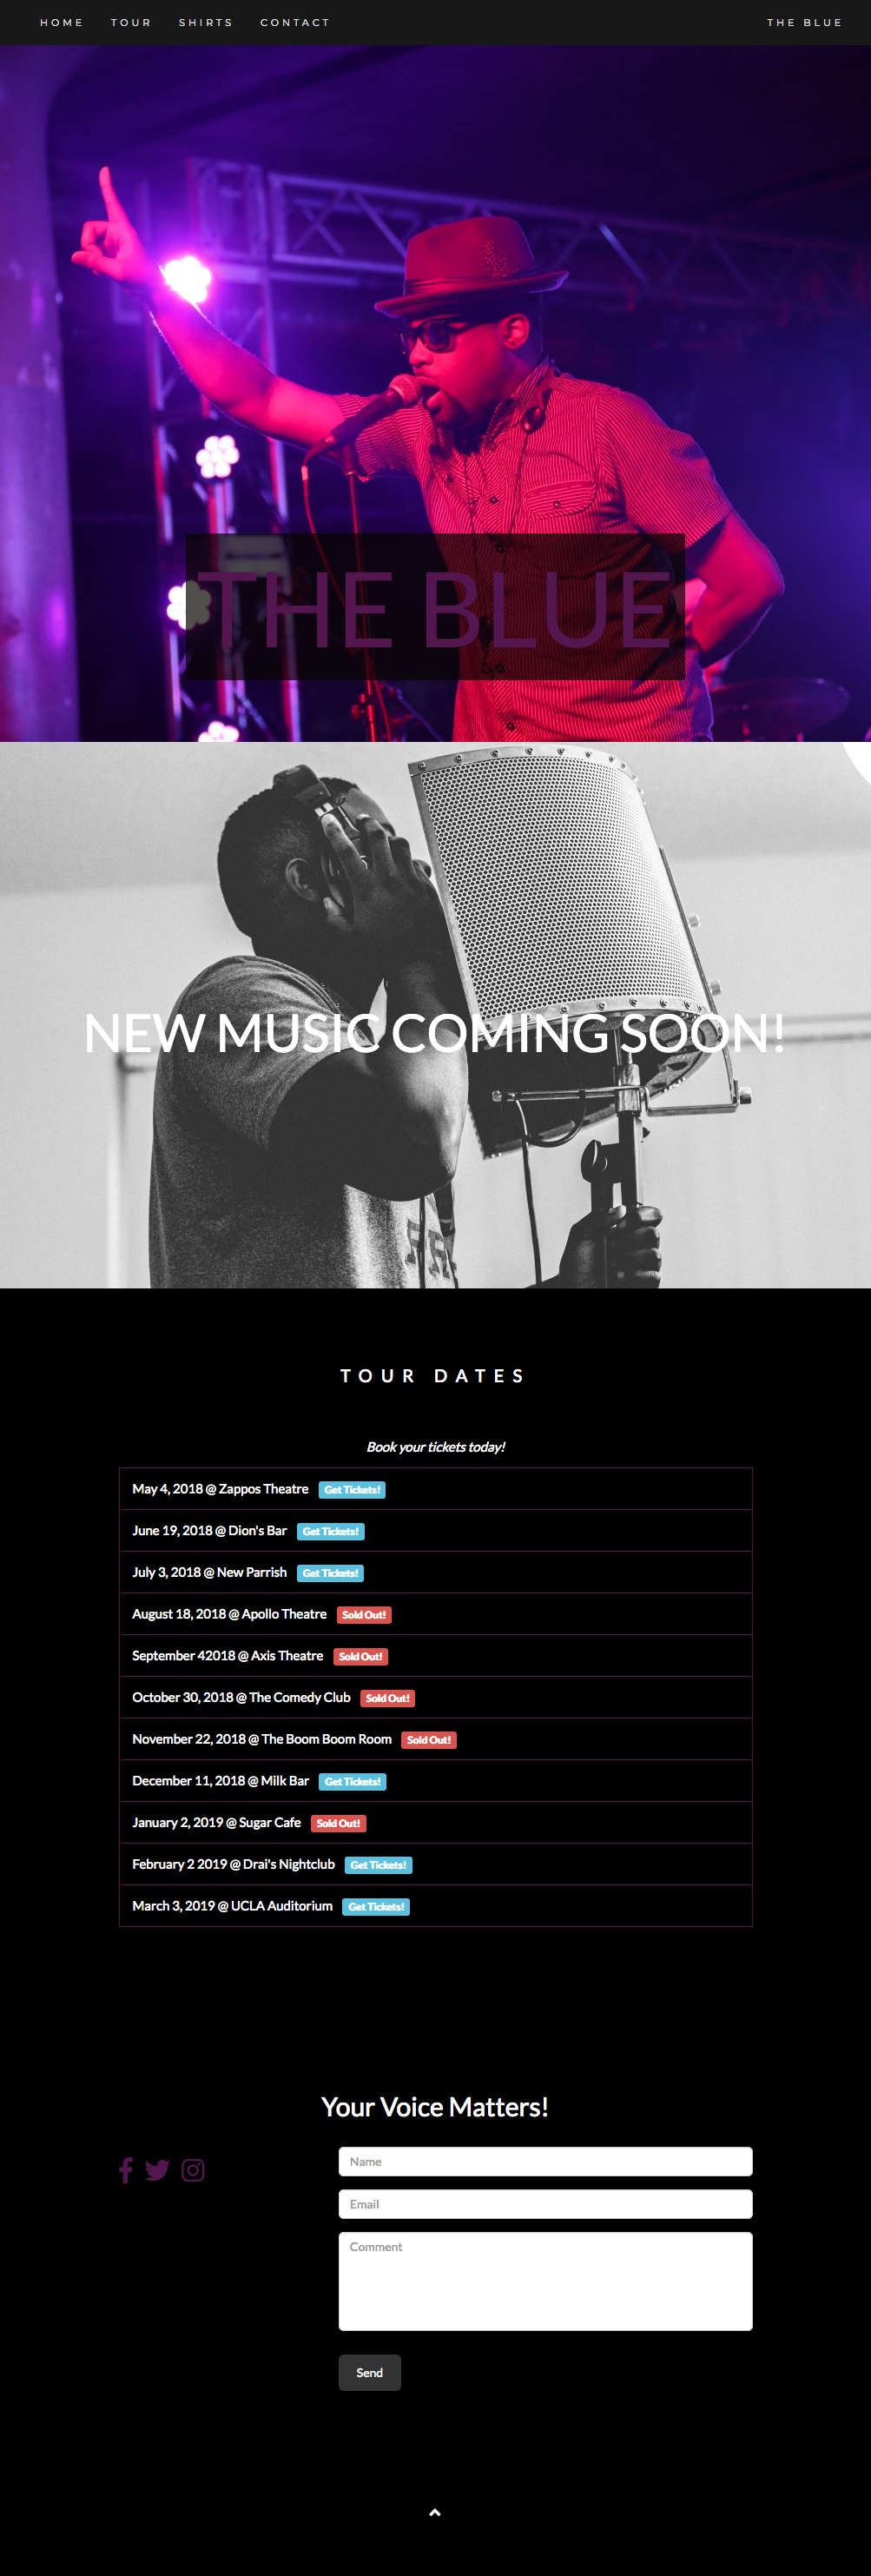 HOME TOUR SHIRTS CONTACT THE BLUE
THE BLUE
NEW MUSIC COMING SOON!
TOUR DATES
Book your tickets today!
May 4, 2018 @ Zappos Theatre Get Tickets!
June 19, 2018 @ Dion's Bar Get Tickets!
July 3, 2018 @ New Parrish Get Tickets!
August 18, 2018 @ Apollo Theatre Sold Out!
September 42018 @ Axis Theatre Sold Out!
October 30, 2018 @ The Comedy Club Sold Out!
November 22, 2018 @ The Boom Boom Room Sold Out!
December 11, 2018 @ Milk Bar Get Tickets!
January 2, 2019 @ Sugar Cafe Sold Out!
February 2 2019 @ Drai's Nightclub Get Tickets!
March 3, 2019 @ UCLA Auditorium Get Tickets!
Your Voice Matters!
Name
Email
Comment
Send